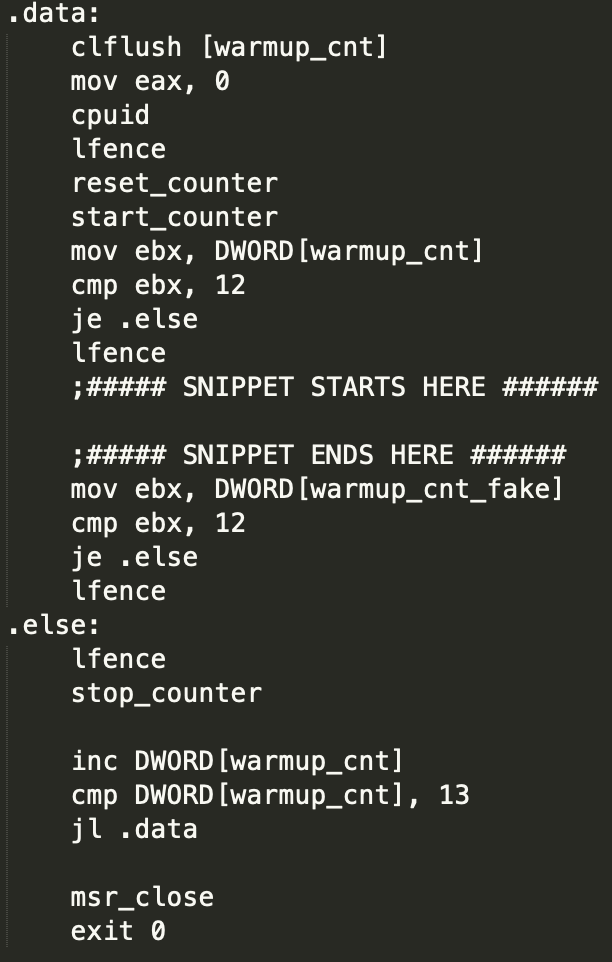 .data:
    clflush [warmup_cnt]
    mov eax, 0
    cpuid
    lfence
    reset_counter
    start_counter
    mov ebx, DWORD[warmup_cnt]
    cmp ebx, 12
    je .else
    lfence
    ;##### SNIPPET STARTS HERE ######

    ;##### SNIPPET ENDS HERE ######
    mov ebx, DWORD[warmup_cnt_fake]
    cmp ebx, 12
    je .else
    lfence
.else:
    lfence
    stop_counter

    inc DWORD[warmup_cnt]
    cmp DWORD[warmup_cnt], 13
    jl .data

    msr_close
    exit 0